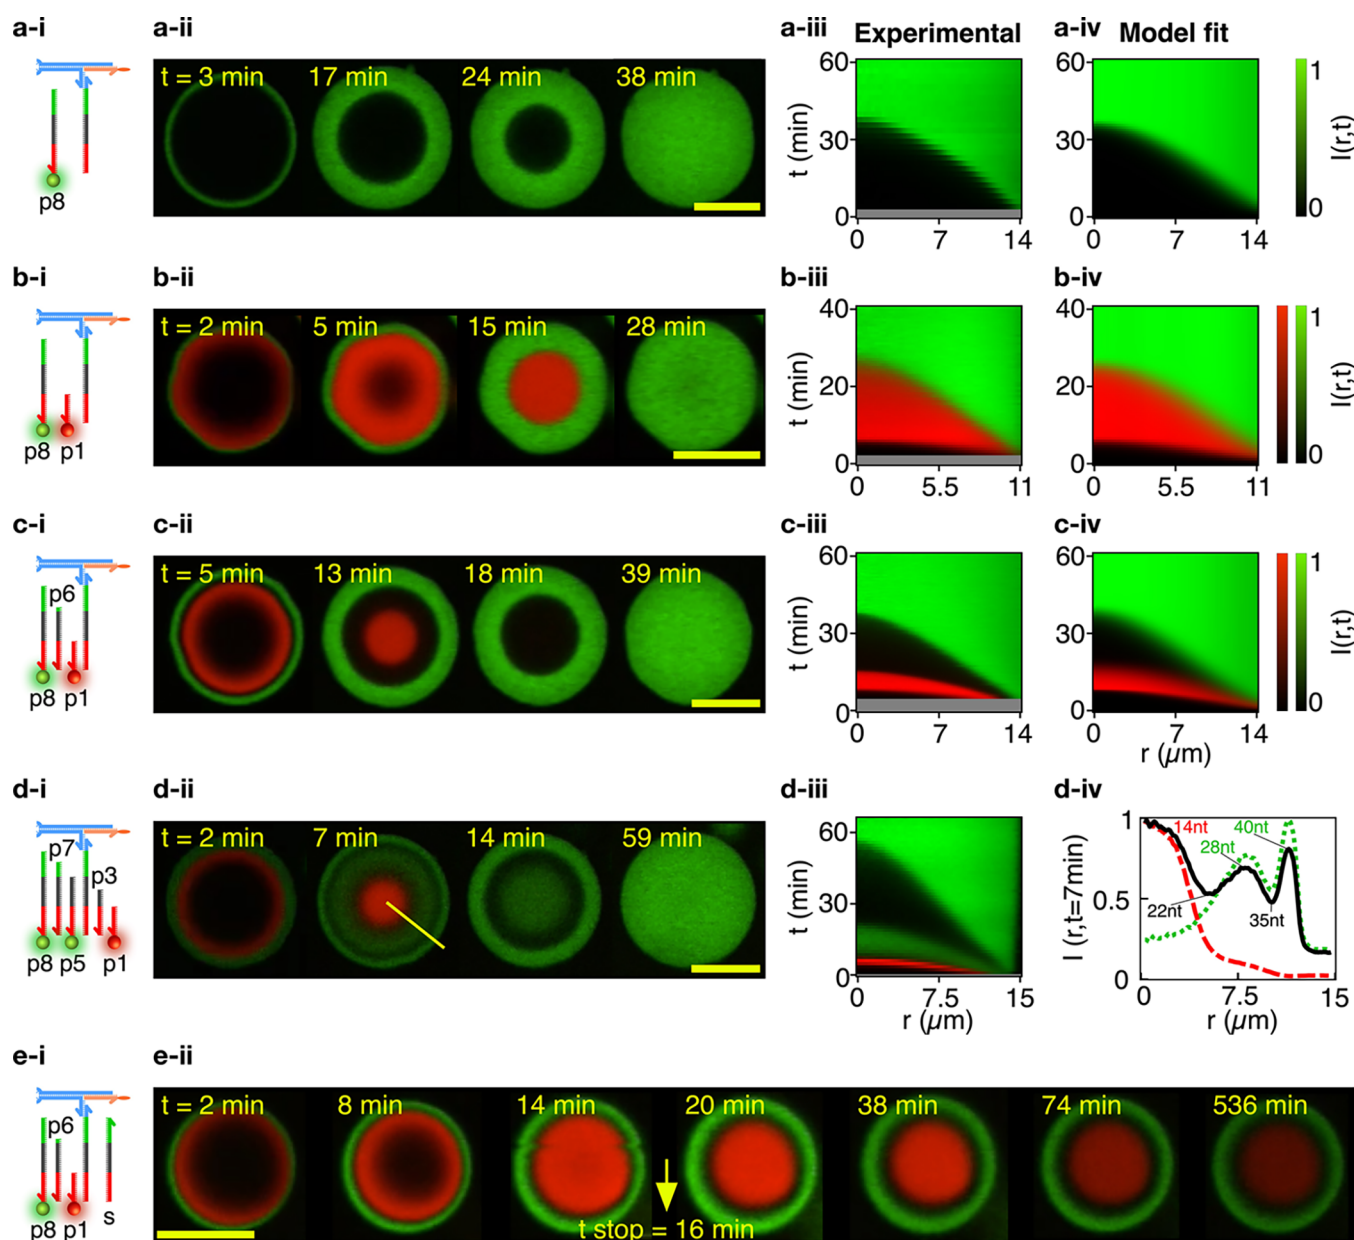 a-i a-ii a-iii Experimental a-iv Model fit
t = 3 min 17 min 24 min 38 min
p8
t (min) 60 30 0
0 7 14
60 30 0
0 7 14
1 0 I(r,t)
b-i b-ii b-iii b-iv
t = 2 min 5 min 15 min 28 min
p8 p1
t (min) 40 20 0
0 5.5 11
40 20 0
0 5.5 11
1 0 I(r,t)
c-i c-ii c-iii c-iv
p6
t = 5 min 13 min 18 min 39 min
p8 p1
t (min) 60 30 0
0 7 14
60 30 0
0 7 14
r (µm)
1 0 I(r,t)
d-i d-ii d-iii d-iv
p7
p3
t = 2 min 7 min 14 min 59 min
p8 p5 p1
t (min) 60 30 0
0 7.5 15
r (µm)
I (r,t=7min) 1 0.5 0
14nt 40nt
28nt
22nt 35nt
0 7.5 15
r (µm)
e-i e-ii
p6
t = 2 min 8 min 14 min 20 min 38 min 74 min 536 min
p8 p1 s
t stop = 16 min